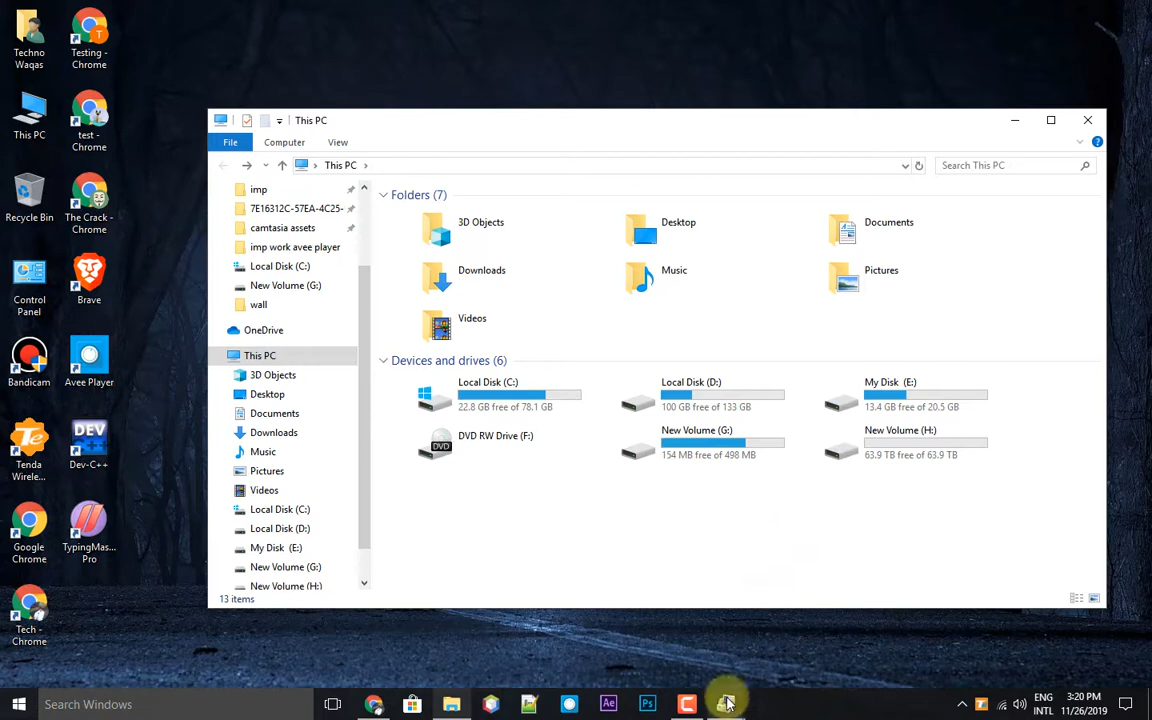 Techno
Waqas
Testing -
Chrome
This PC
test -
Chrome
Recycle Bin
The Crack -
Chrome
Control
Panel
Brave
Bandicam
Avee Player
Tenda
Wirele...
Dev-C++
Google
Chrome
TypingMas...
Pro
Tech -
Chrome
This PC
File
Computer
View
This PC
Search This PC
imp
7E16312C-57EA-4C25-
camtasia assets
imp work avee player
Local Disk (C:)
New Volume (G:)
wall
OneDrive
This PC
3D Objects
Desktop
Documents
Downloads
Music
Pictures
Videos
Local Disk (C:)
Local Disk (D:)
My Disk (E:)
New Volume (G:)
New Volume (H:)
Folders (7)
3D Objects
Desktop
Documents
Downloads
Music
Pictures
Videos
Devices and drives (6)
Local Disk (C:)
22.8 GB free of 78.1 GB
Local Disk (D:)
100 GB free of 133 GB
My Disk (E:)
13.4 GB free of 20.5 GB
DVD
DVD RW Drive (F:)
New Volume (G:)
154 MB free of 498 MB
New Volume (H:)
63.9 TB free of 63.9 TB
13 items
Search Windows
Ae
Ps
ENG
INTL
3:20 PM
11/26/2019